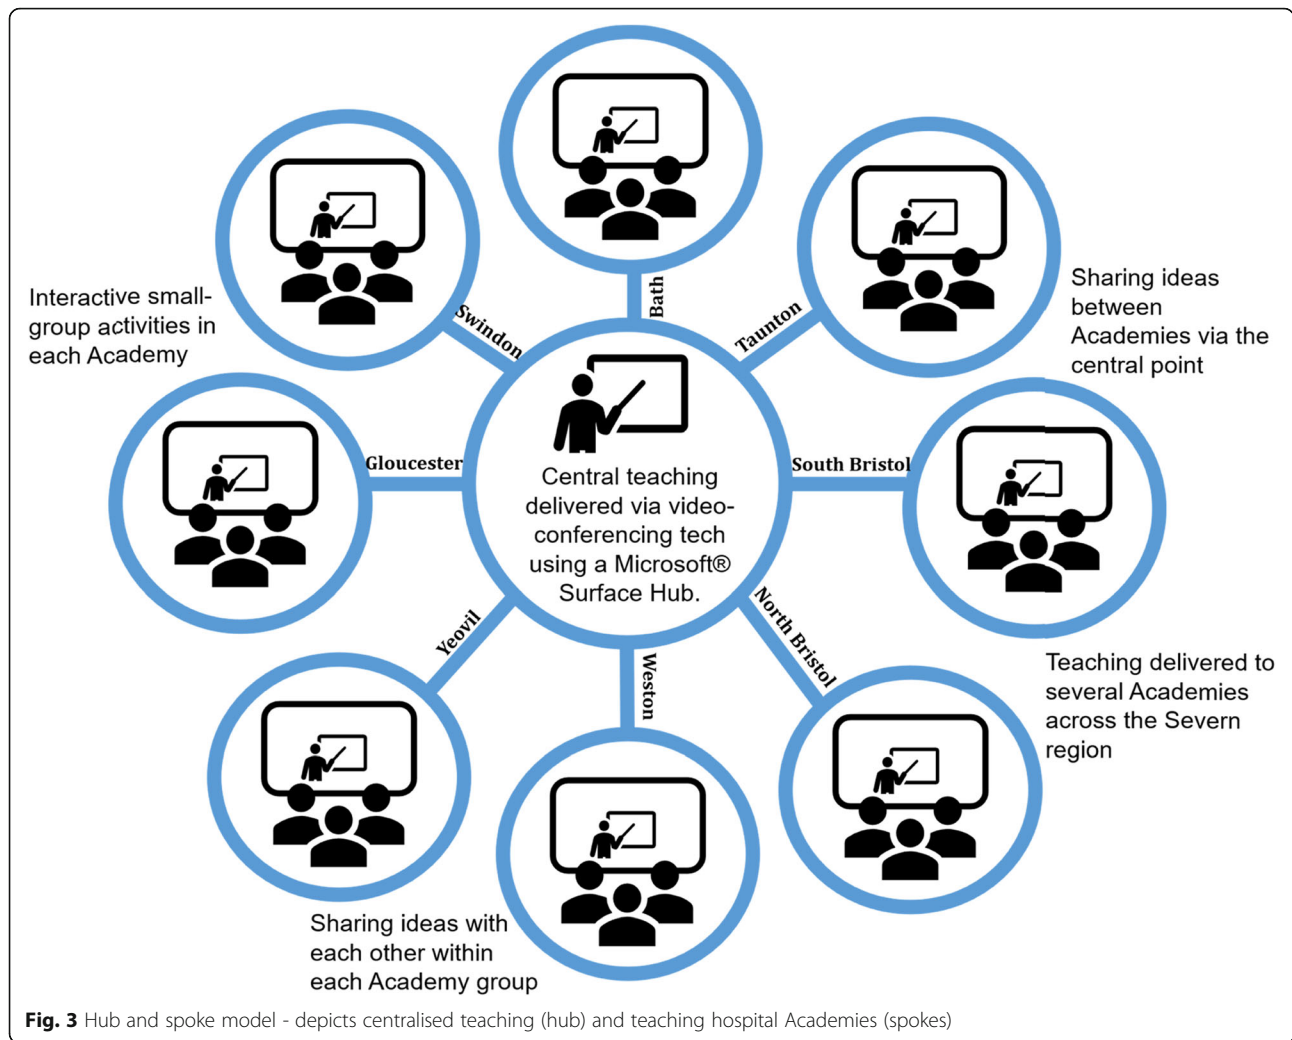 Bath
Swindon
Taunton
Interactive small-
group activities in
each Academy
Sharing ideas
between
Academies via the
central point
Gloucester
South Bristol
Central teaching
delivered via video-
conferencing tech
using a Microsoft®
Surface Hub.
Yeovil
Weston
North Bristol
Teaching delivered to
several Academies
across the Severn
region
Sharing ideas with
each other within
each Academy group
Fig. 3 Hub and spoke model - depicts centralised teaching (hub) and teaching hospital Academies (spokes)